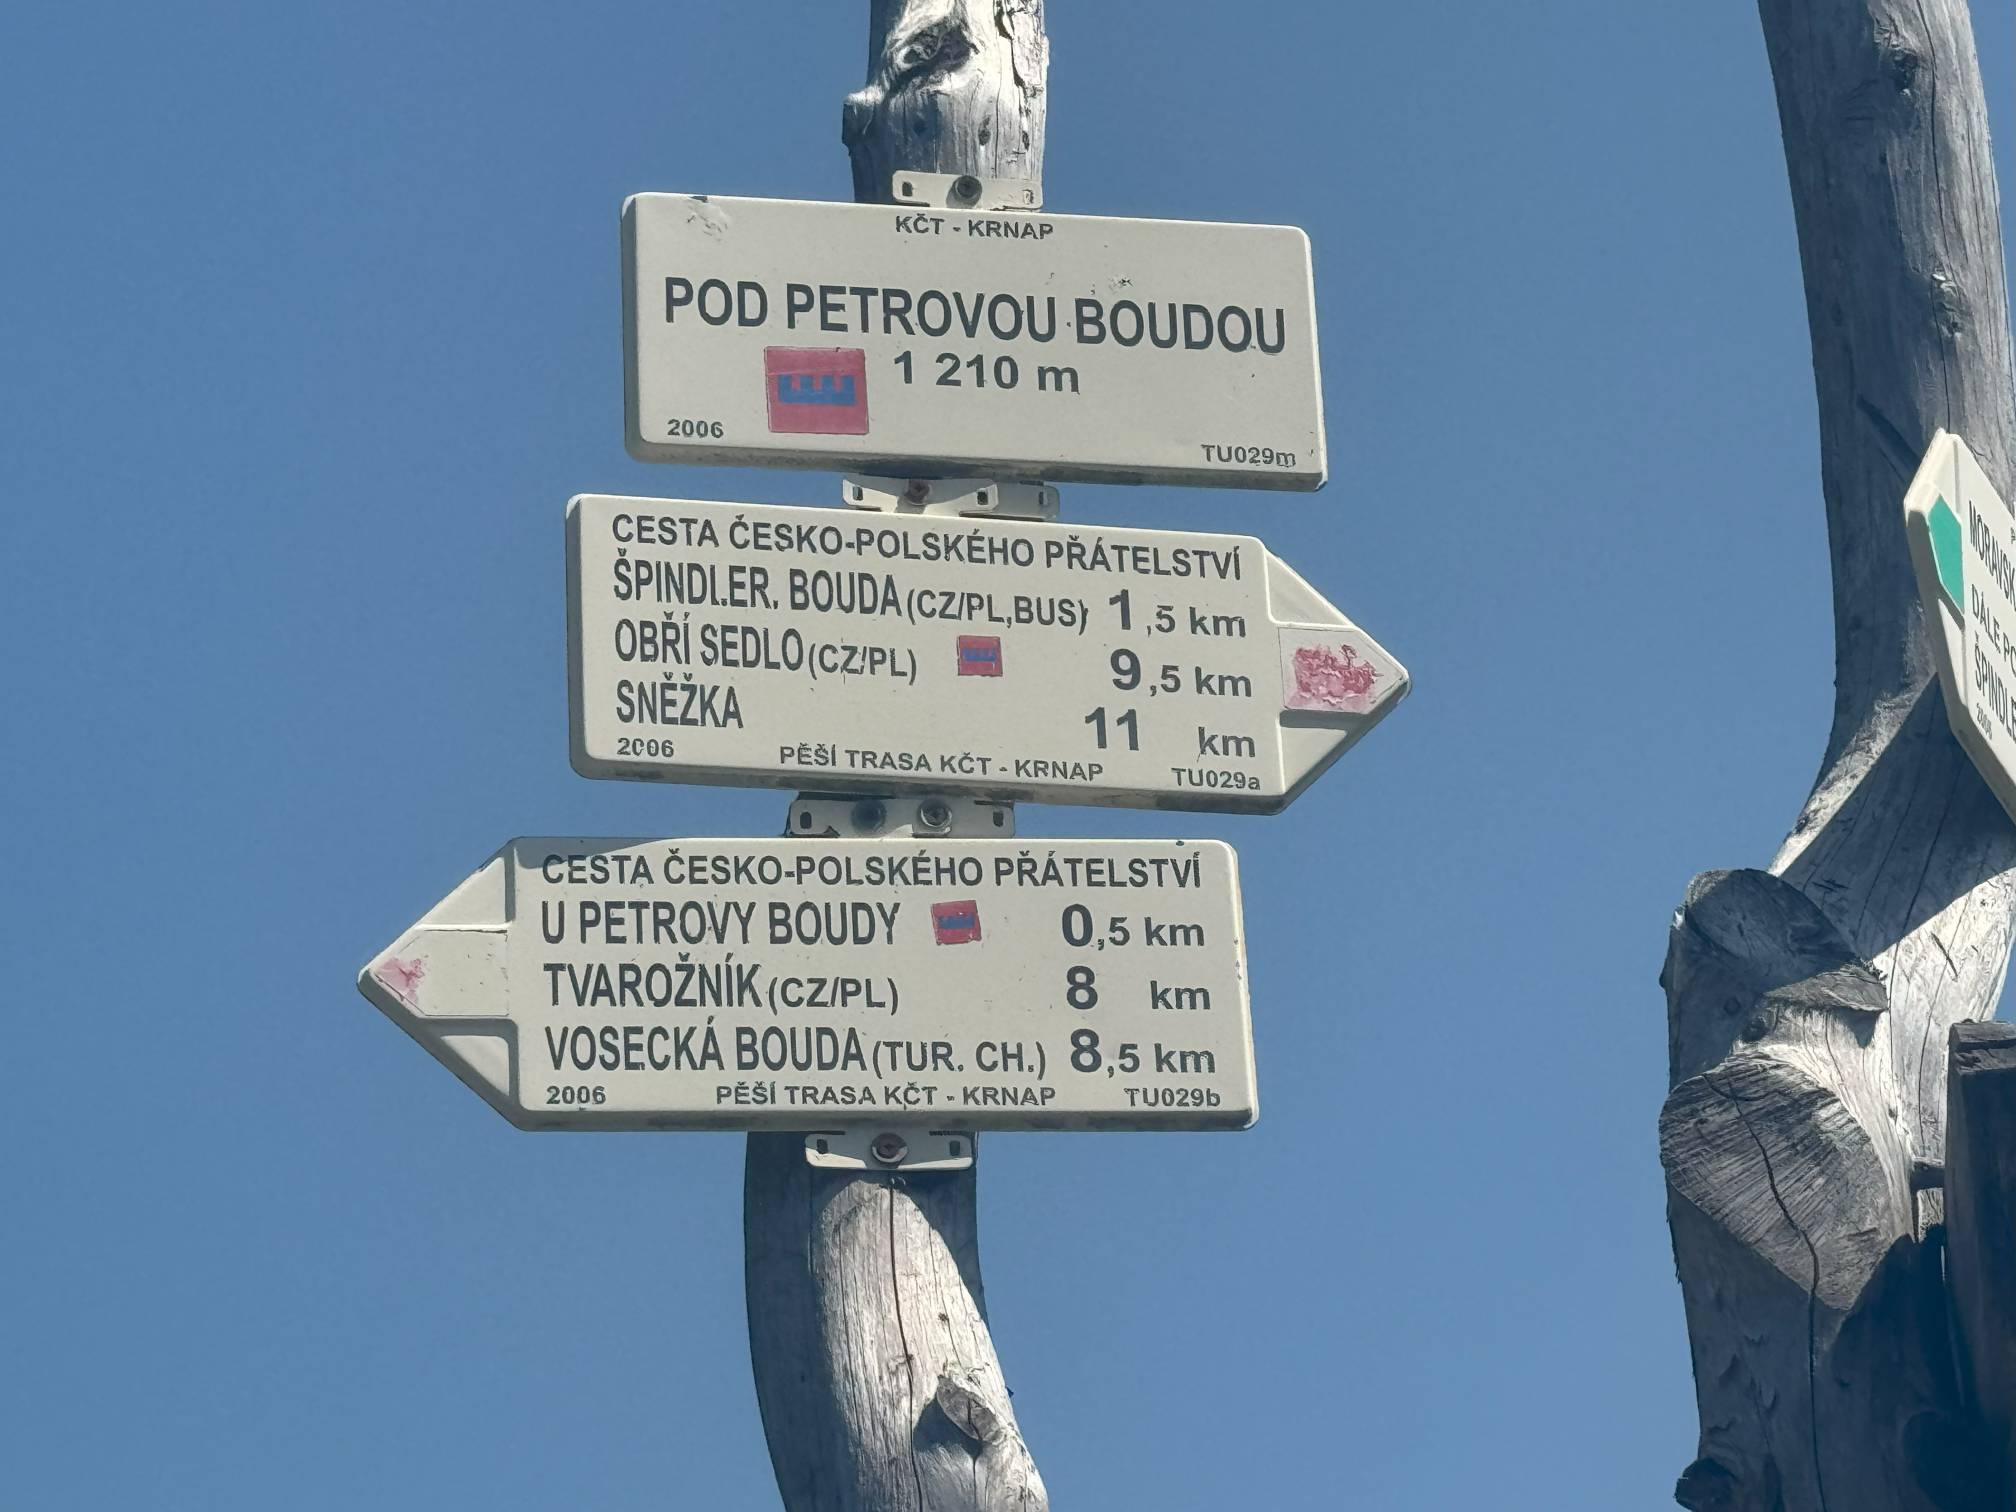 KČT - KRNAP
POD PETROVOU BOUDOU
1 210 m
2006 TU029m
CESTA ČESKO-POLSKÉHO PŘÁTELSTVÍ
ŠPINDLER. BOUDA (CZ/PL,BUS) 1,5 km
OBŘÍ SEDLO (CZ/PL) 9,5 km
SNĚŽKA 11 km
2006 PĚŠÍ TRASA KČT - KRNAP TU029a
CESTA ČESKO-POLSKÉHO PŘÁTELSTVÍ
U PETROVY BOUDY 0,5 km
TVAROŽNÍK (CZ/PL) 8 km
VOSECKÁ BOUDA (TUR. CH.) 8,5 km
2006 PĚŠÍ TRASA KČT - KRNAP TU029b
DÁLE